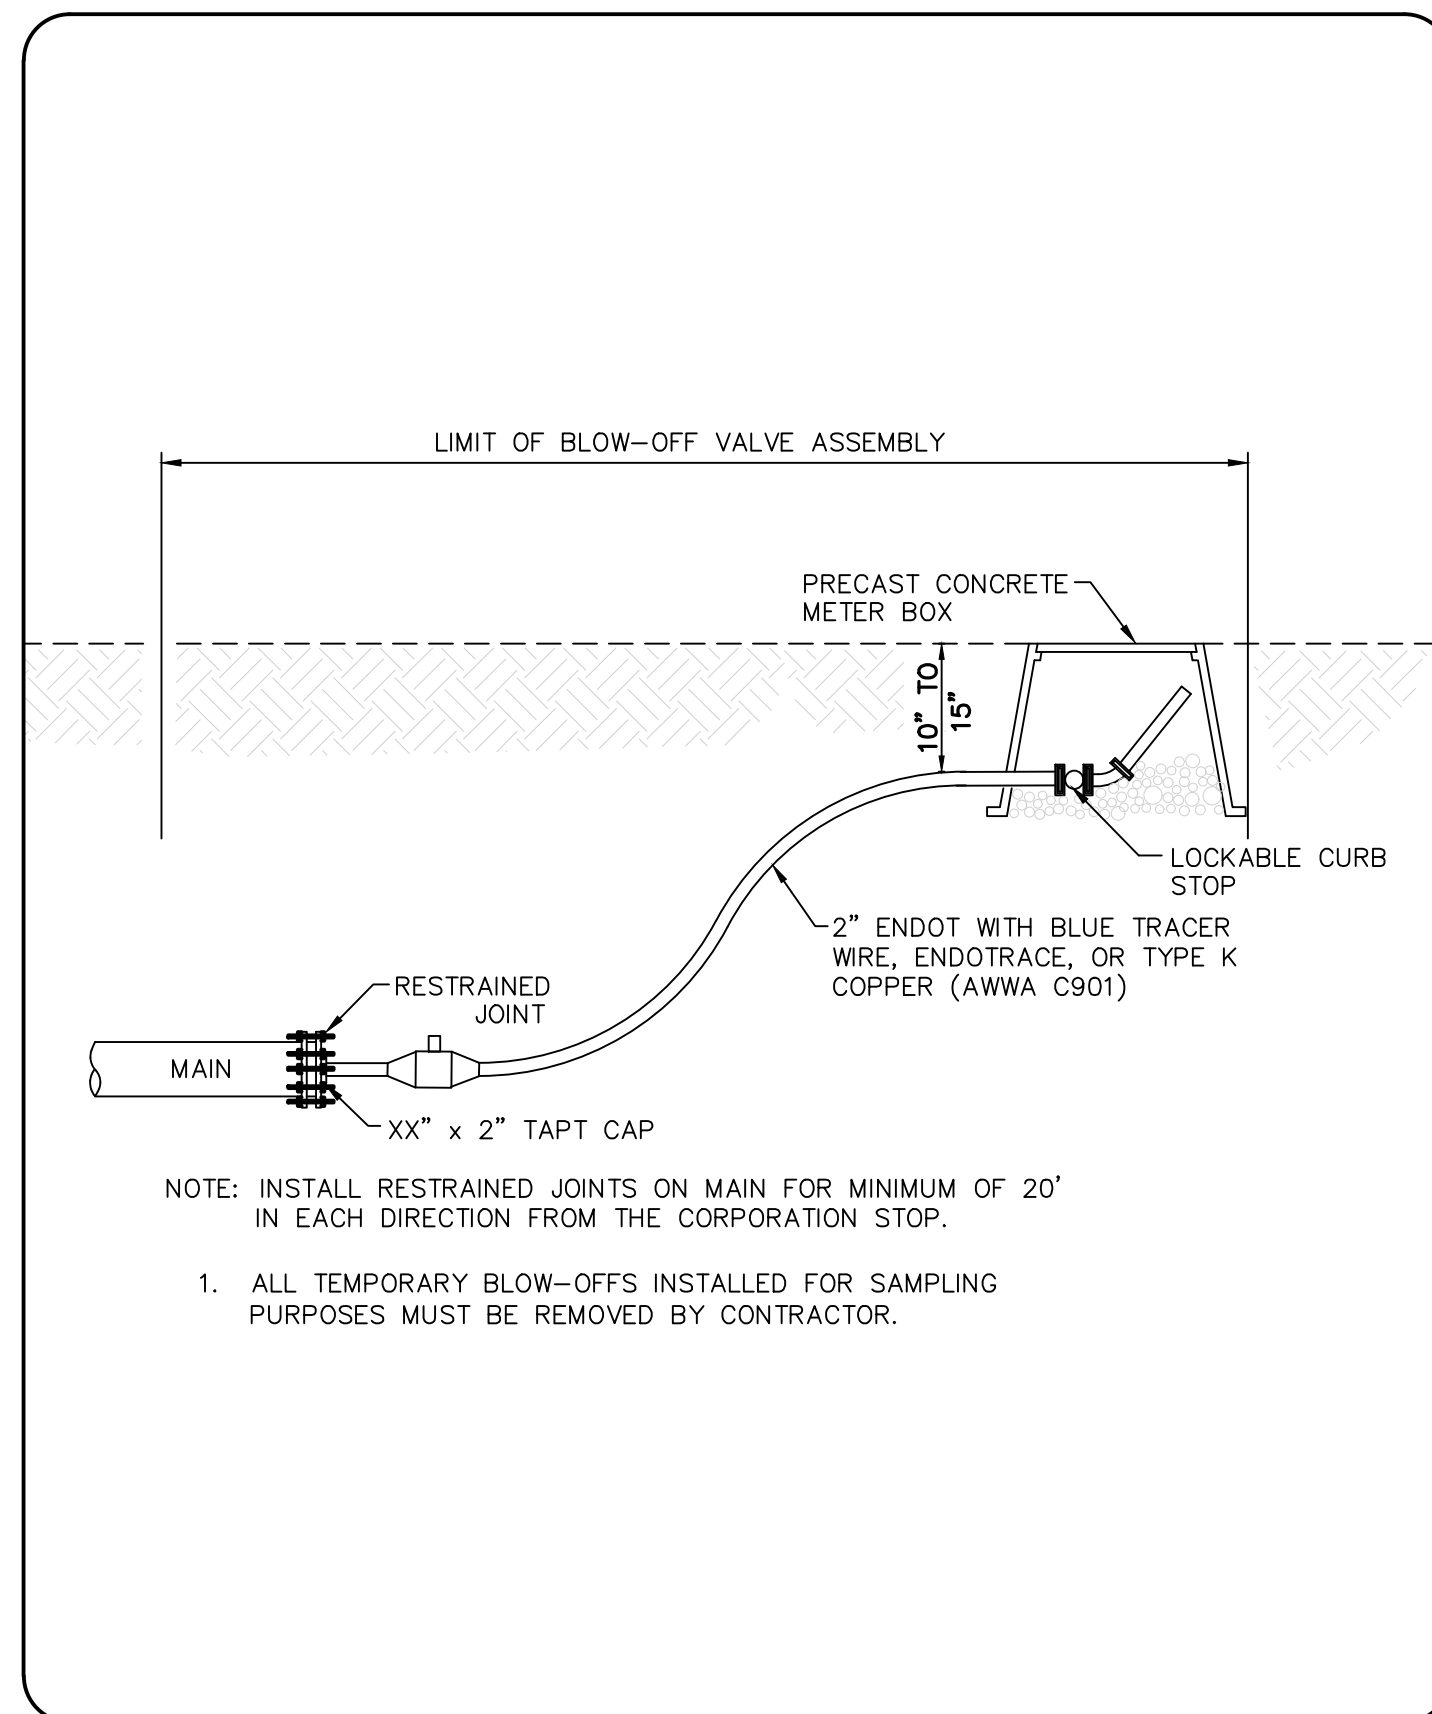 LIMIT OF BLOW-OFF VALVE ASSEMBLY
PRECAST CONCRETE
METER BOX
10" TO
15"
LOCKABLE CURB
STOP
2" ENDOT WITH BLUE TRACER
WIRE, ENDOTRACE, OR TYPE K
COPPER (AWWA C901)
RESTRAINED
JOINT
MAIN
XX" x 2" TAPT CAP
NOTE: INSTALL RESTRAINED JOINTS ON MAIN FOR MINIMUM OF 20'
IN EACH DIRECTION FROM THE CORPORATION STOP.
1. ALL TEMPORARY BLOW-OFFS INSTALLED FOR SAMPLING
PURPOSES MUST BE REMOVED BY CONTRACTOR.